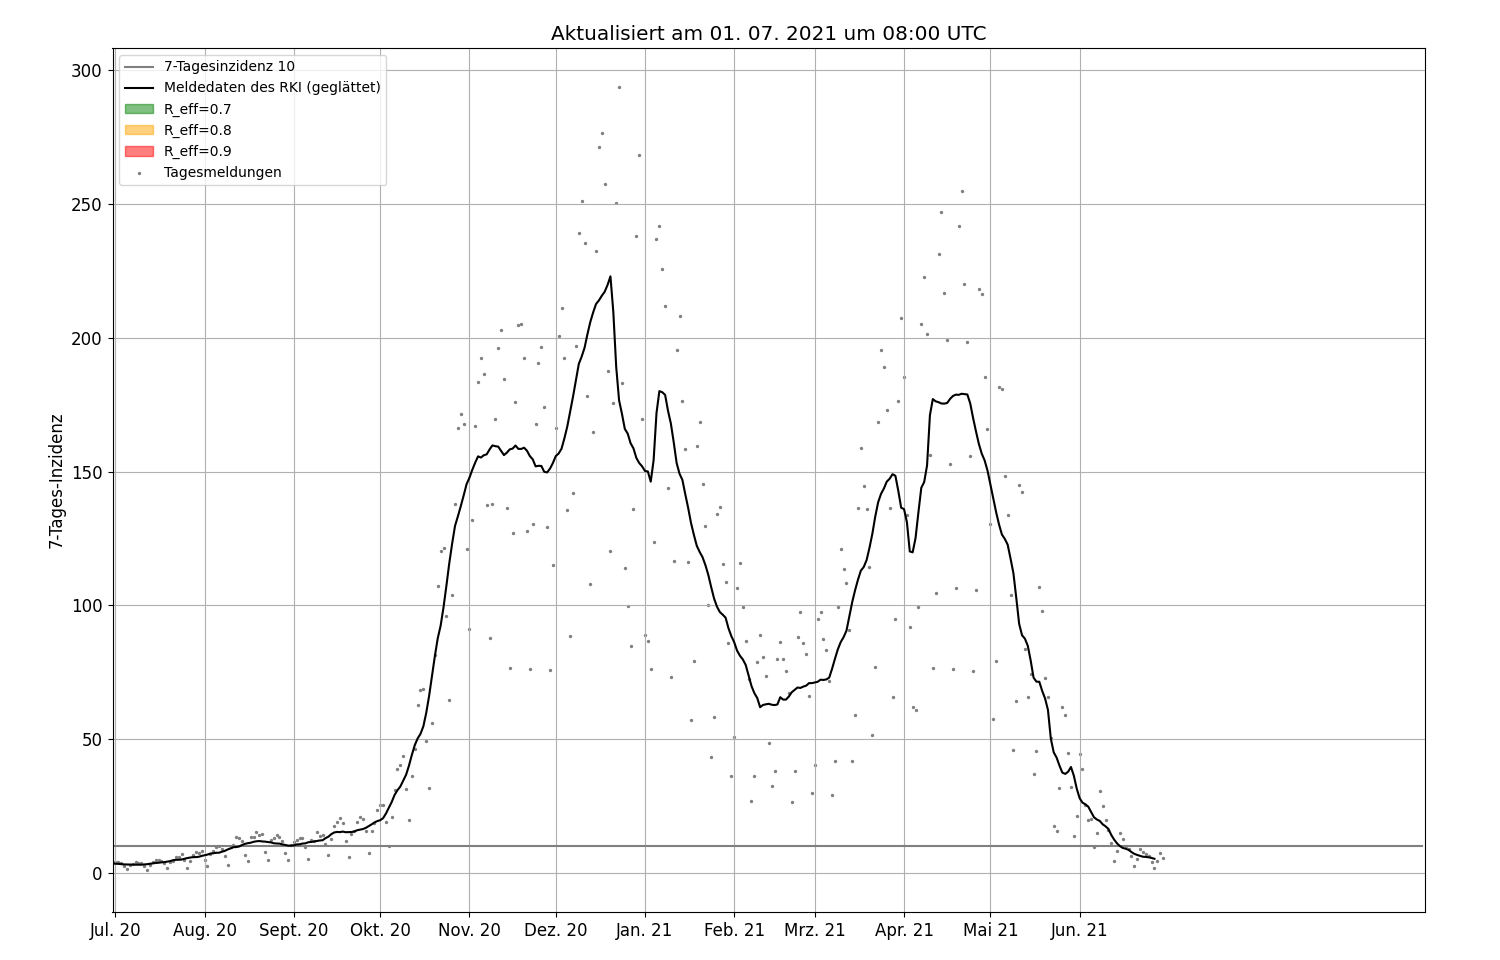 Aktualisiert am 01. 07. 2021 um 08:00 UTC
7-Tagesinzidenz 10
Meldedaten des RKI (geglättet)
R_eff=0.7
R_eff=0.8
R_eff=0.9
Tagesmeldungen
7-Tages-Inzidenz
300
250
200
150
100
50
0
Jul. 20 Aug. 20 Sept. 20 Okt. 20 Nov. 20 Dez. 20 Jan. 21 Feb. 21 Mrz. 21 Apr. 21 Mai 21 Jun. 21